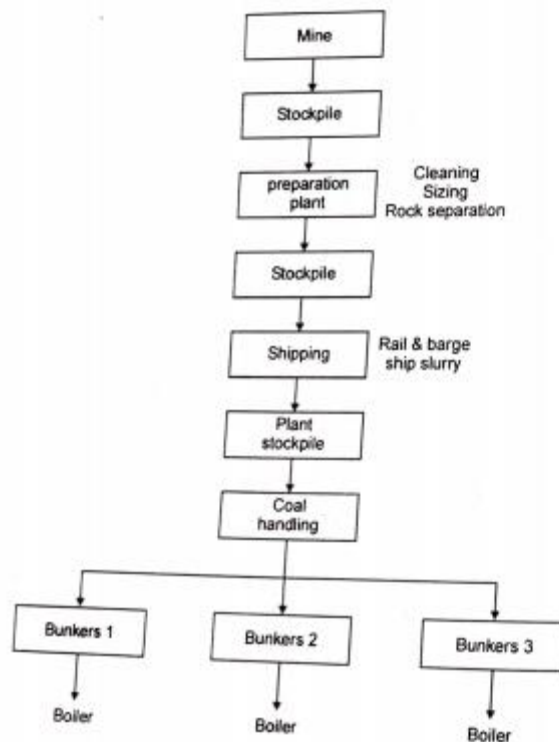 Mine
Stockpile
preparation
plant
Cleaning
Sizing
Rock separation
Stockpile
Shipping
Rail & barge
ship slurry
Plant
stockpile
Coal
handling
Bunkers 1
Bunkers 2
Bunkers 3
Boiler
Boiler
Boiler